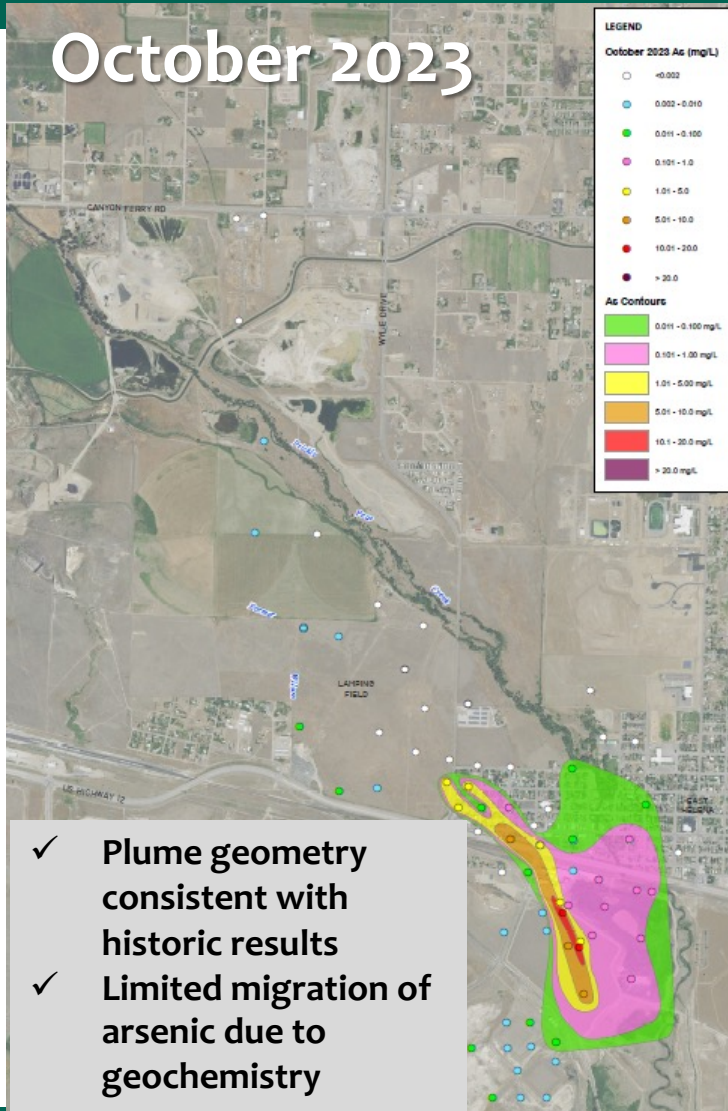 October 2023
LEGEND
October 2023 As (mg/L)
<0.002
0.002 - 0.010
0.011 - 0.100
0.101 - 1.0
1.01 - 5.0
5.01 - 10.0
10.01 - 20.0
> 20.0
As Contours
0.011 - 0.100 mg/L
0.101 - 1.00 mg/L
1.01 - 5.00 mg/L
5.01 - 10.0 mg/L
10.1 - 20.0 mg/L
> 20.0 mg/L
CANYON FERRY RD
WYLIE DRIVE
Prickly
Pear
Creek
Former
LAMPING
FIELD
US HIGHWAY 12
EAST
HELENA
✓ Plume geometry
consistent with
historic results
✓ Limited migration of
arsenic due to
geochemistry